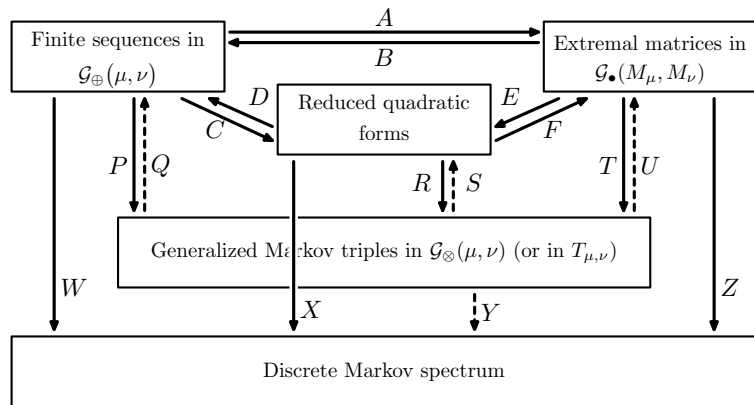 A
Finite sequences in
𝒢⊕(μ, ν)
B
Extremal matrices in
𝒢•(M_μ, M_ν)
D
Reduced quadratic
forms
E
C
F
P
Q
R
S
T
U
Generalized Markov triples in 𝒢⊗(μ, ν) (or in T_{μ,ν})
W
X
Y
Z
Discrete Markov spectrum